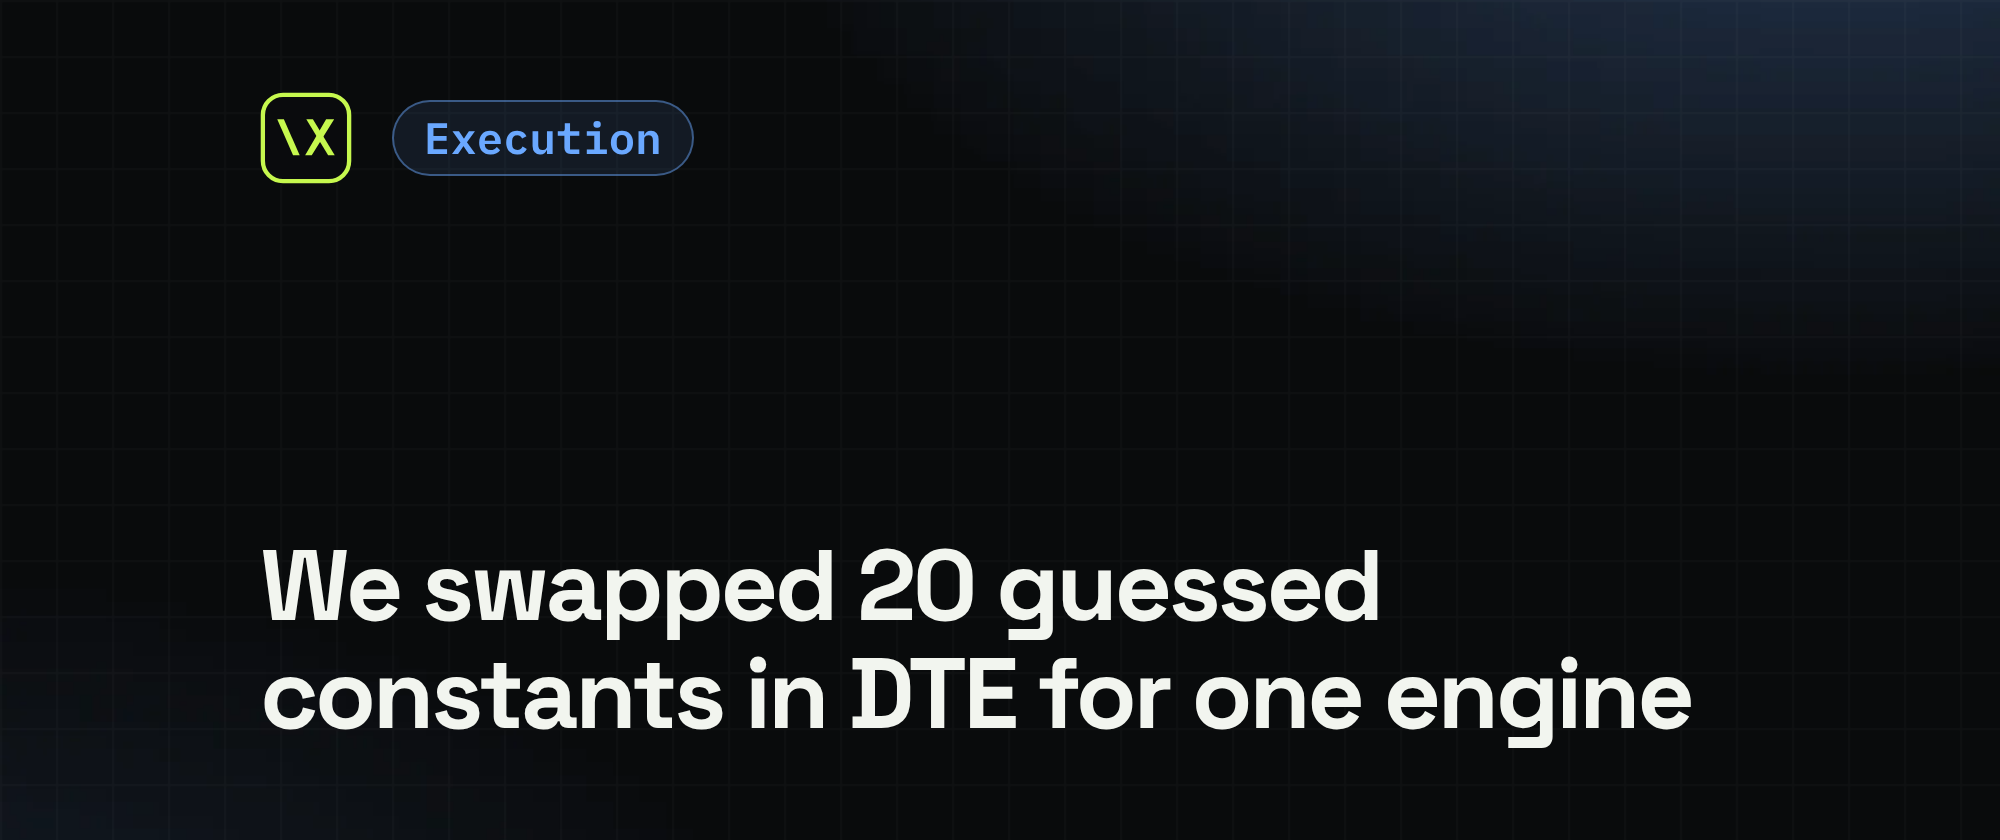 \X
Execution
We swapped 20 guessed
constants in DTE for one engine